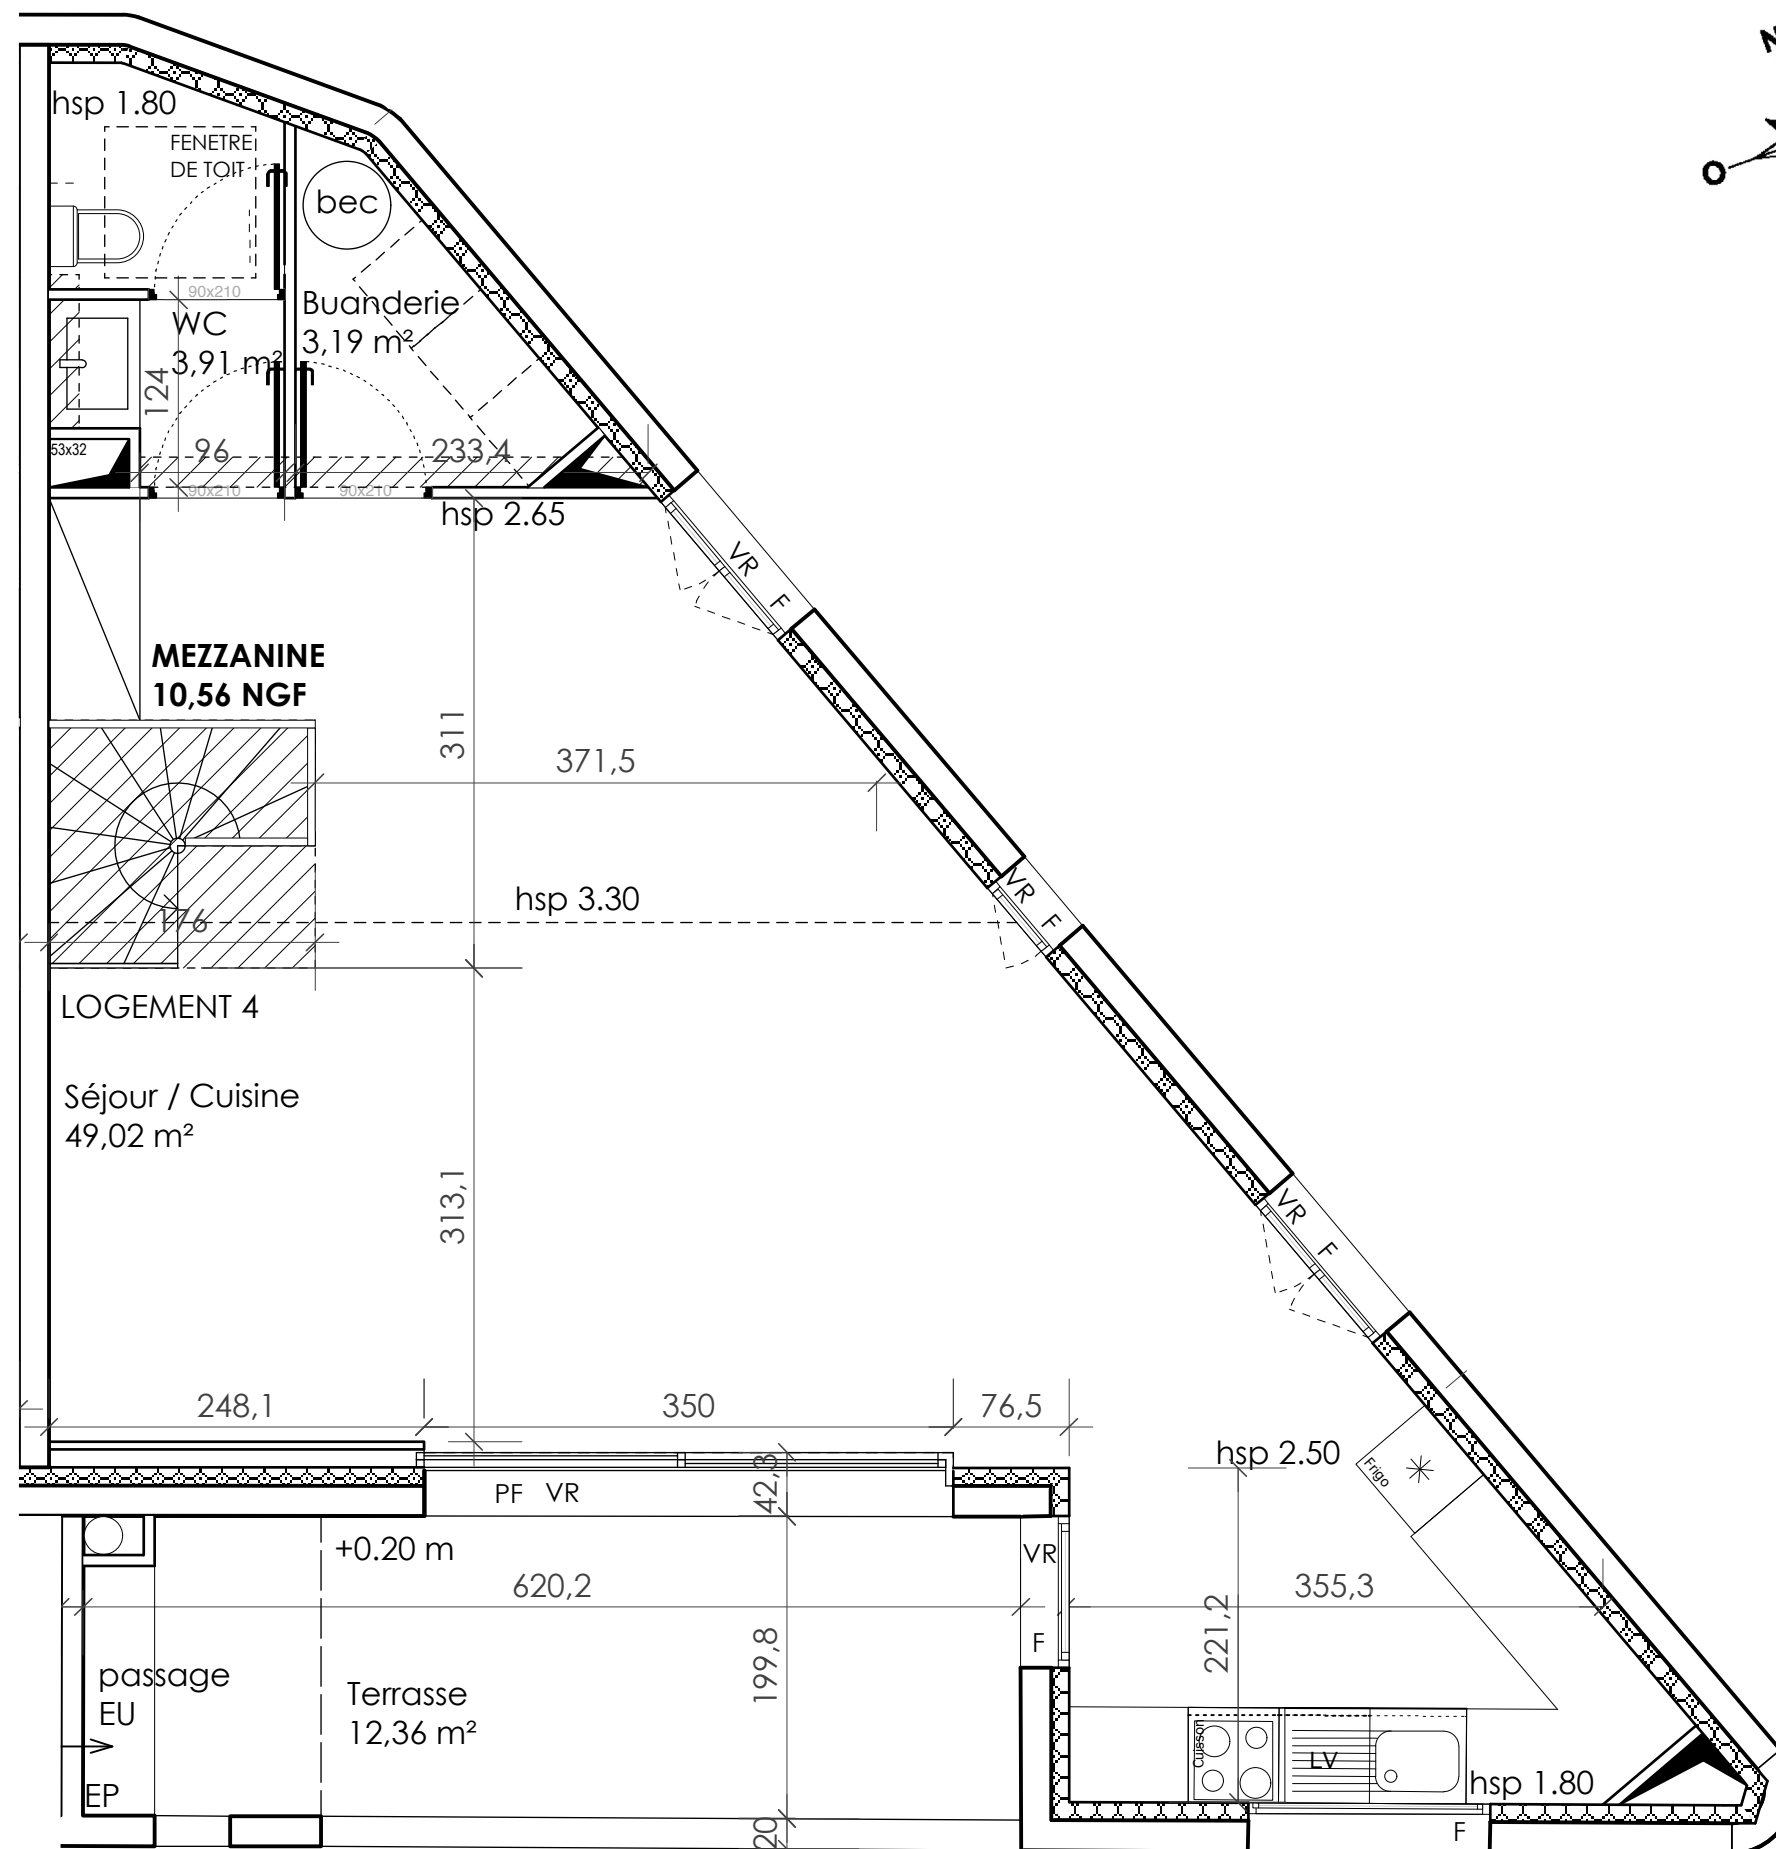 N
O
hsp 1.80
FENETRE
DE TOIT
bec
90x210
WC
3,91 m²
Buanderie
3,19 m²
124
53x32
96
233,4
90x210
90x210
hsp 2.65
VR
F
MEZZANINE
10,56 NGF
311
371,5
176
hsp 3.30
VR
F
LOGEMENT 4
Séjour / Cuisine
49,02 m²
313,1
VR
F
248,1
350
76,5
hsp 2.50
Frigo
PF VR
42,3
+0.20 m
VR
620,2
355,3
F
221,2
199,8
passage
EU
Terrasse
12,36 m²
EP
Cuisson
LV
hsp 1.80
20
F